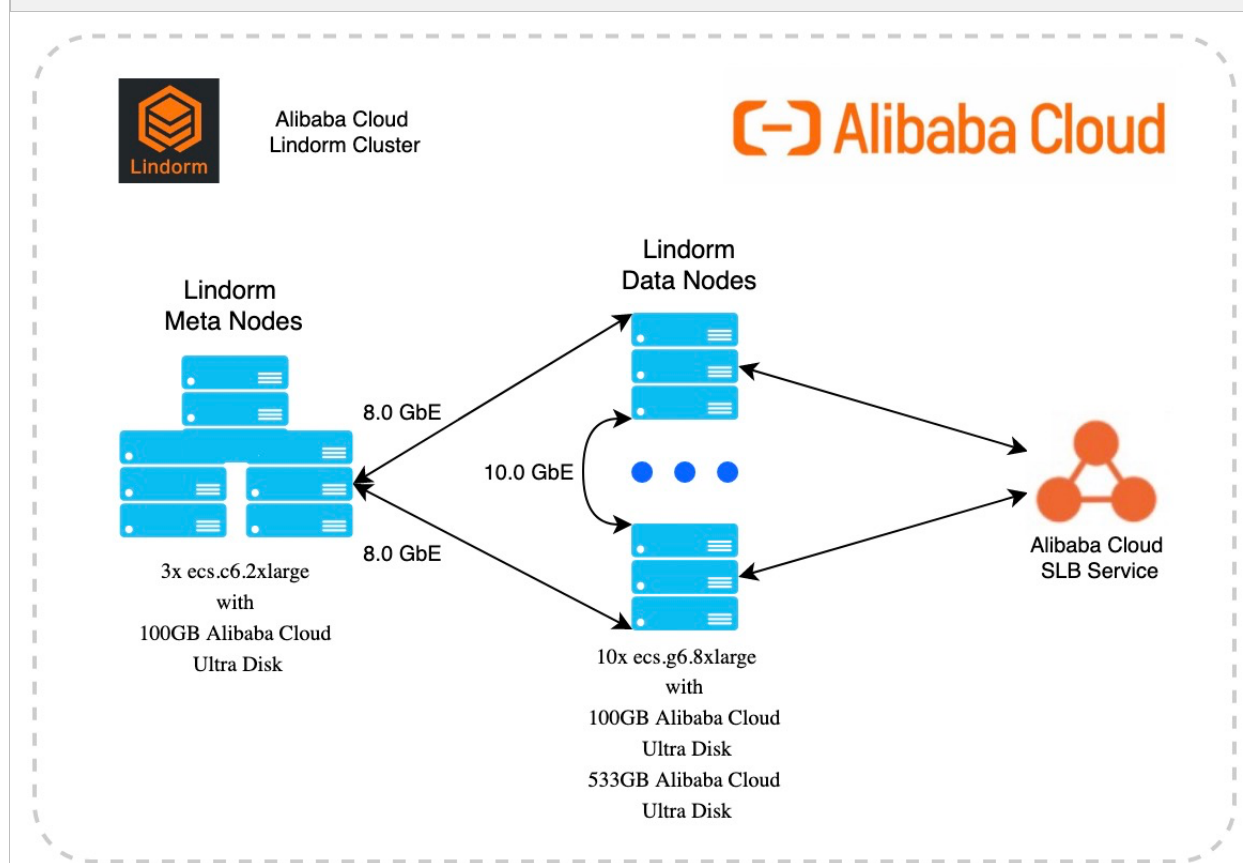 Lindorm
Alibaba Cloud
Lindorm Cluster
Alibaba Cloud
Lindorm
Meta Nodes
Lindorm
Data Nodes
8.0 GbE
10.0 GbE
8.0 GbE
3x ecs.c6.2xlarge
with
100GB Alibaba Cloud
Ultra Disk
10x ecs.g6.8xlarge
with
100GB Alibaba Cloud
Ultra Disk
533GB Alibaba Cloud
Ultra Disk
Alibaba Cloud
SLB Service